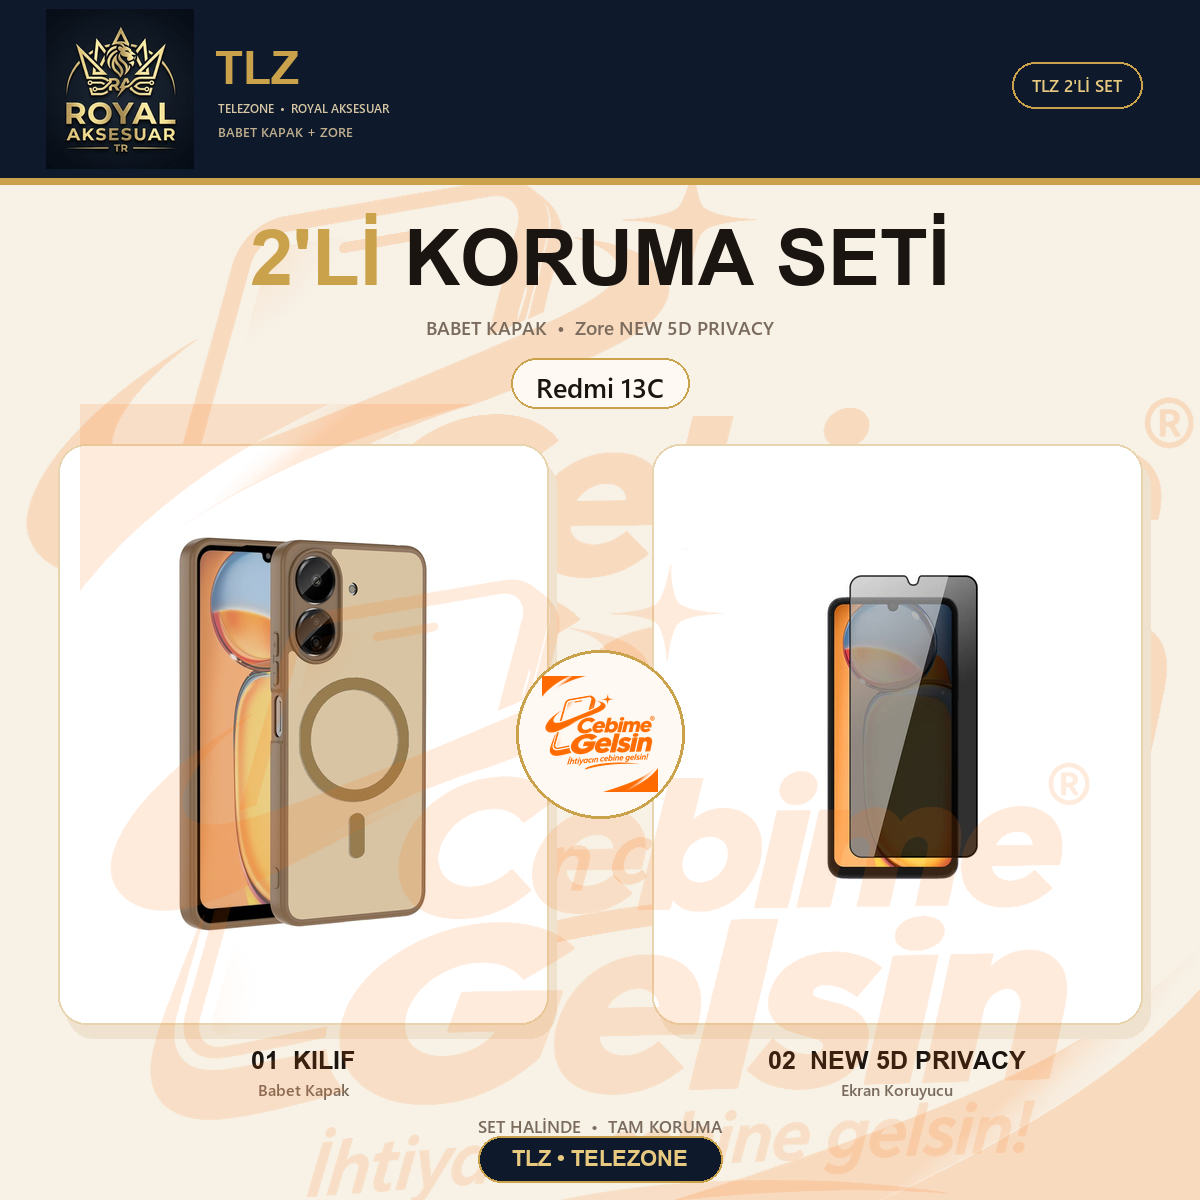 ROYAL
AKSESUAR
TR
TLZ
TELEZONE • ROYAL AKSESUAR
BABET KAPAK + ZORE
TLZ 2'Lİ SET
2'Lİ KORUMA SETİ
BABET KAPAK • Zore NEW 5D PRIVACY
Redmi 13C
Cebime
Gelsin
İhtiyacın cebine gelsin!
Cebime®
Gelsin
01 KILIF
Babet Kapak
02 NEW 5D PRIVACY
Ekran Koruyucu
SET HALİNDE • TAM KORUMA
TLZ • TELEZONE